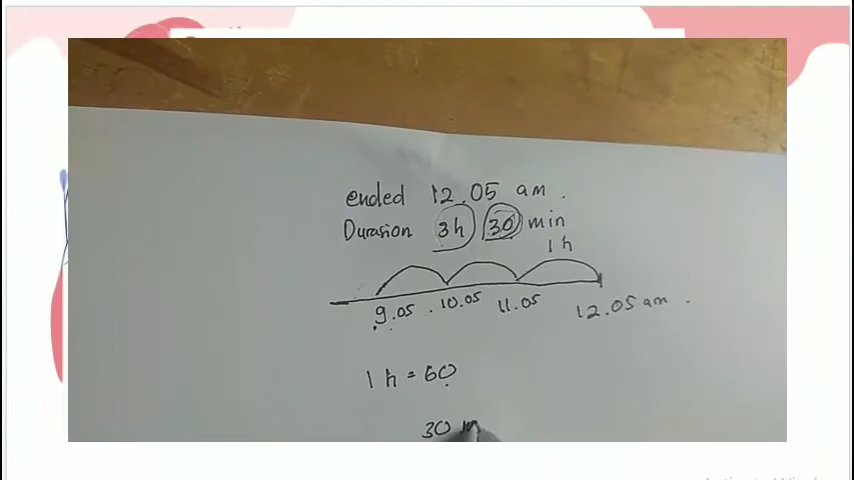 ended 12.05 am.
Durasion 3h 30 min
1 h
9.05 . 10.05 11.05 12.05 am.
1 h = 60
30